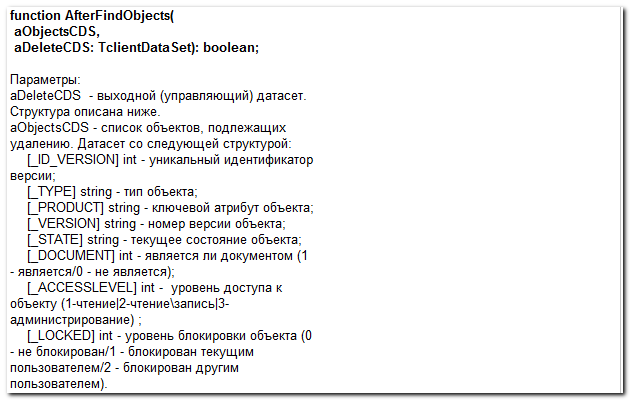 function AfterFindObjects(
aObjectsCDS,
aDeleteCDS: TclientDataSet): boolean;
Параметры:
aDeleteCDS - выходной (управляющий) датасет.
Структура описана ниже.
aObjectsCDS - список объектов, подлежащих
удалению. Датасет со следующей структурой:
[_ID_VERSION] int - уникальный идентификатор
версии;
[_TYPE] string - тип объекта;
[_PRODUCT] string - ключевой атрибут объекта;
[_VERSION] string - номер версии объекта;
[_STATE] string - текущее состояние объекта;
[_DOCUMENT] int - является ли документом (1
- является/0 - не является);
[_ACCESSLEVEL] int - уровень доступа к
объекту (1-чтение|2-чтение\запись|3-
администрирование) ;
[_LOCKED] int - уровень блокировки объекта (0
- не блокирован/1 - блокирован текущим
пользователем/2 - блокирован другим
пользователем).